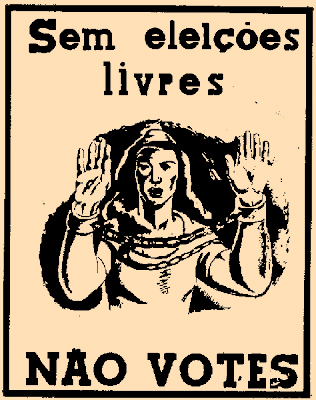 Sem eleições
livres
NÃO VOTES